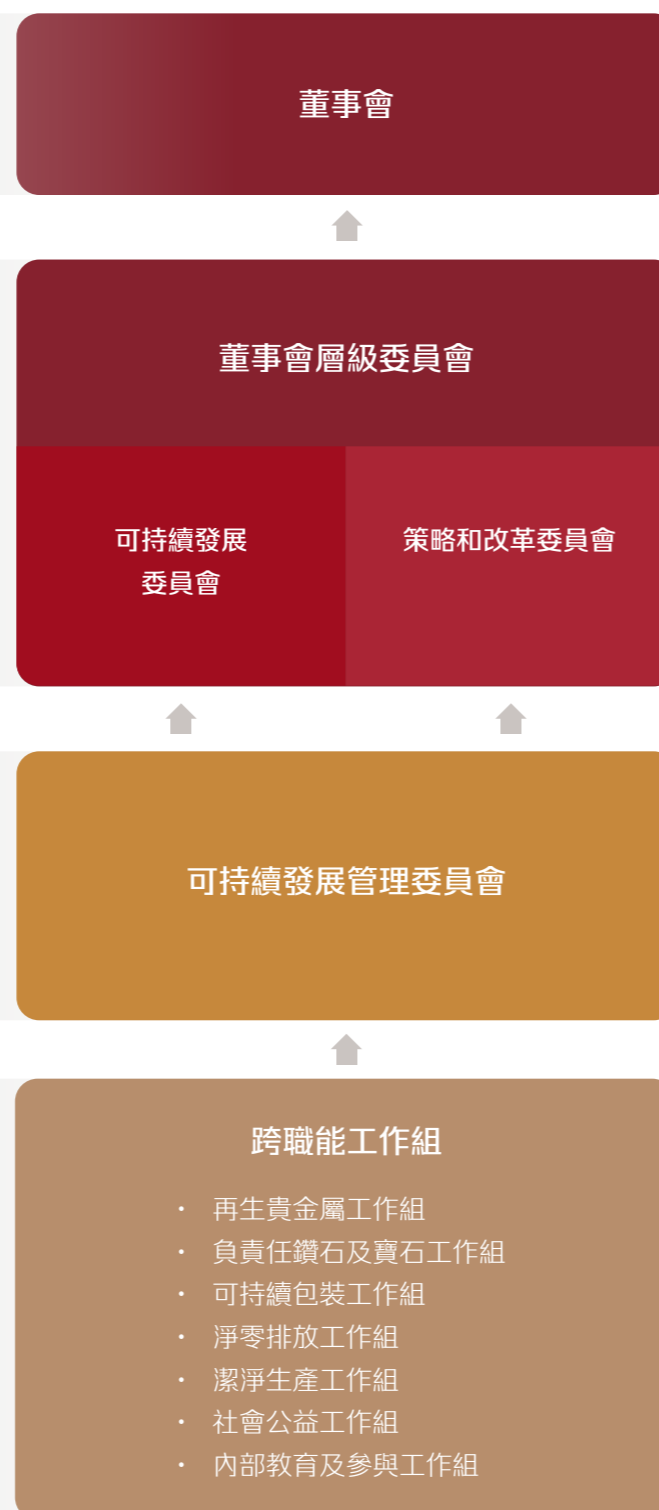 董事會
董事會層級委員會
可持續發展
委員會
策略和改革委員會
可持續發展管理委員會
跨職能工作組
· 再生貴金屬工作組
· 負責任鑽石及寶石工作組
· 可持續包裝工作組
· 淨零排放工作組
· 潔淨生產工作組
· 社會公益工作組
· 內部教育及參與工作組